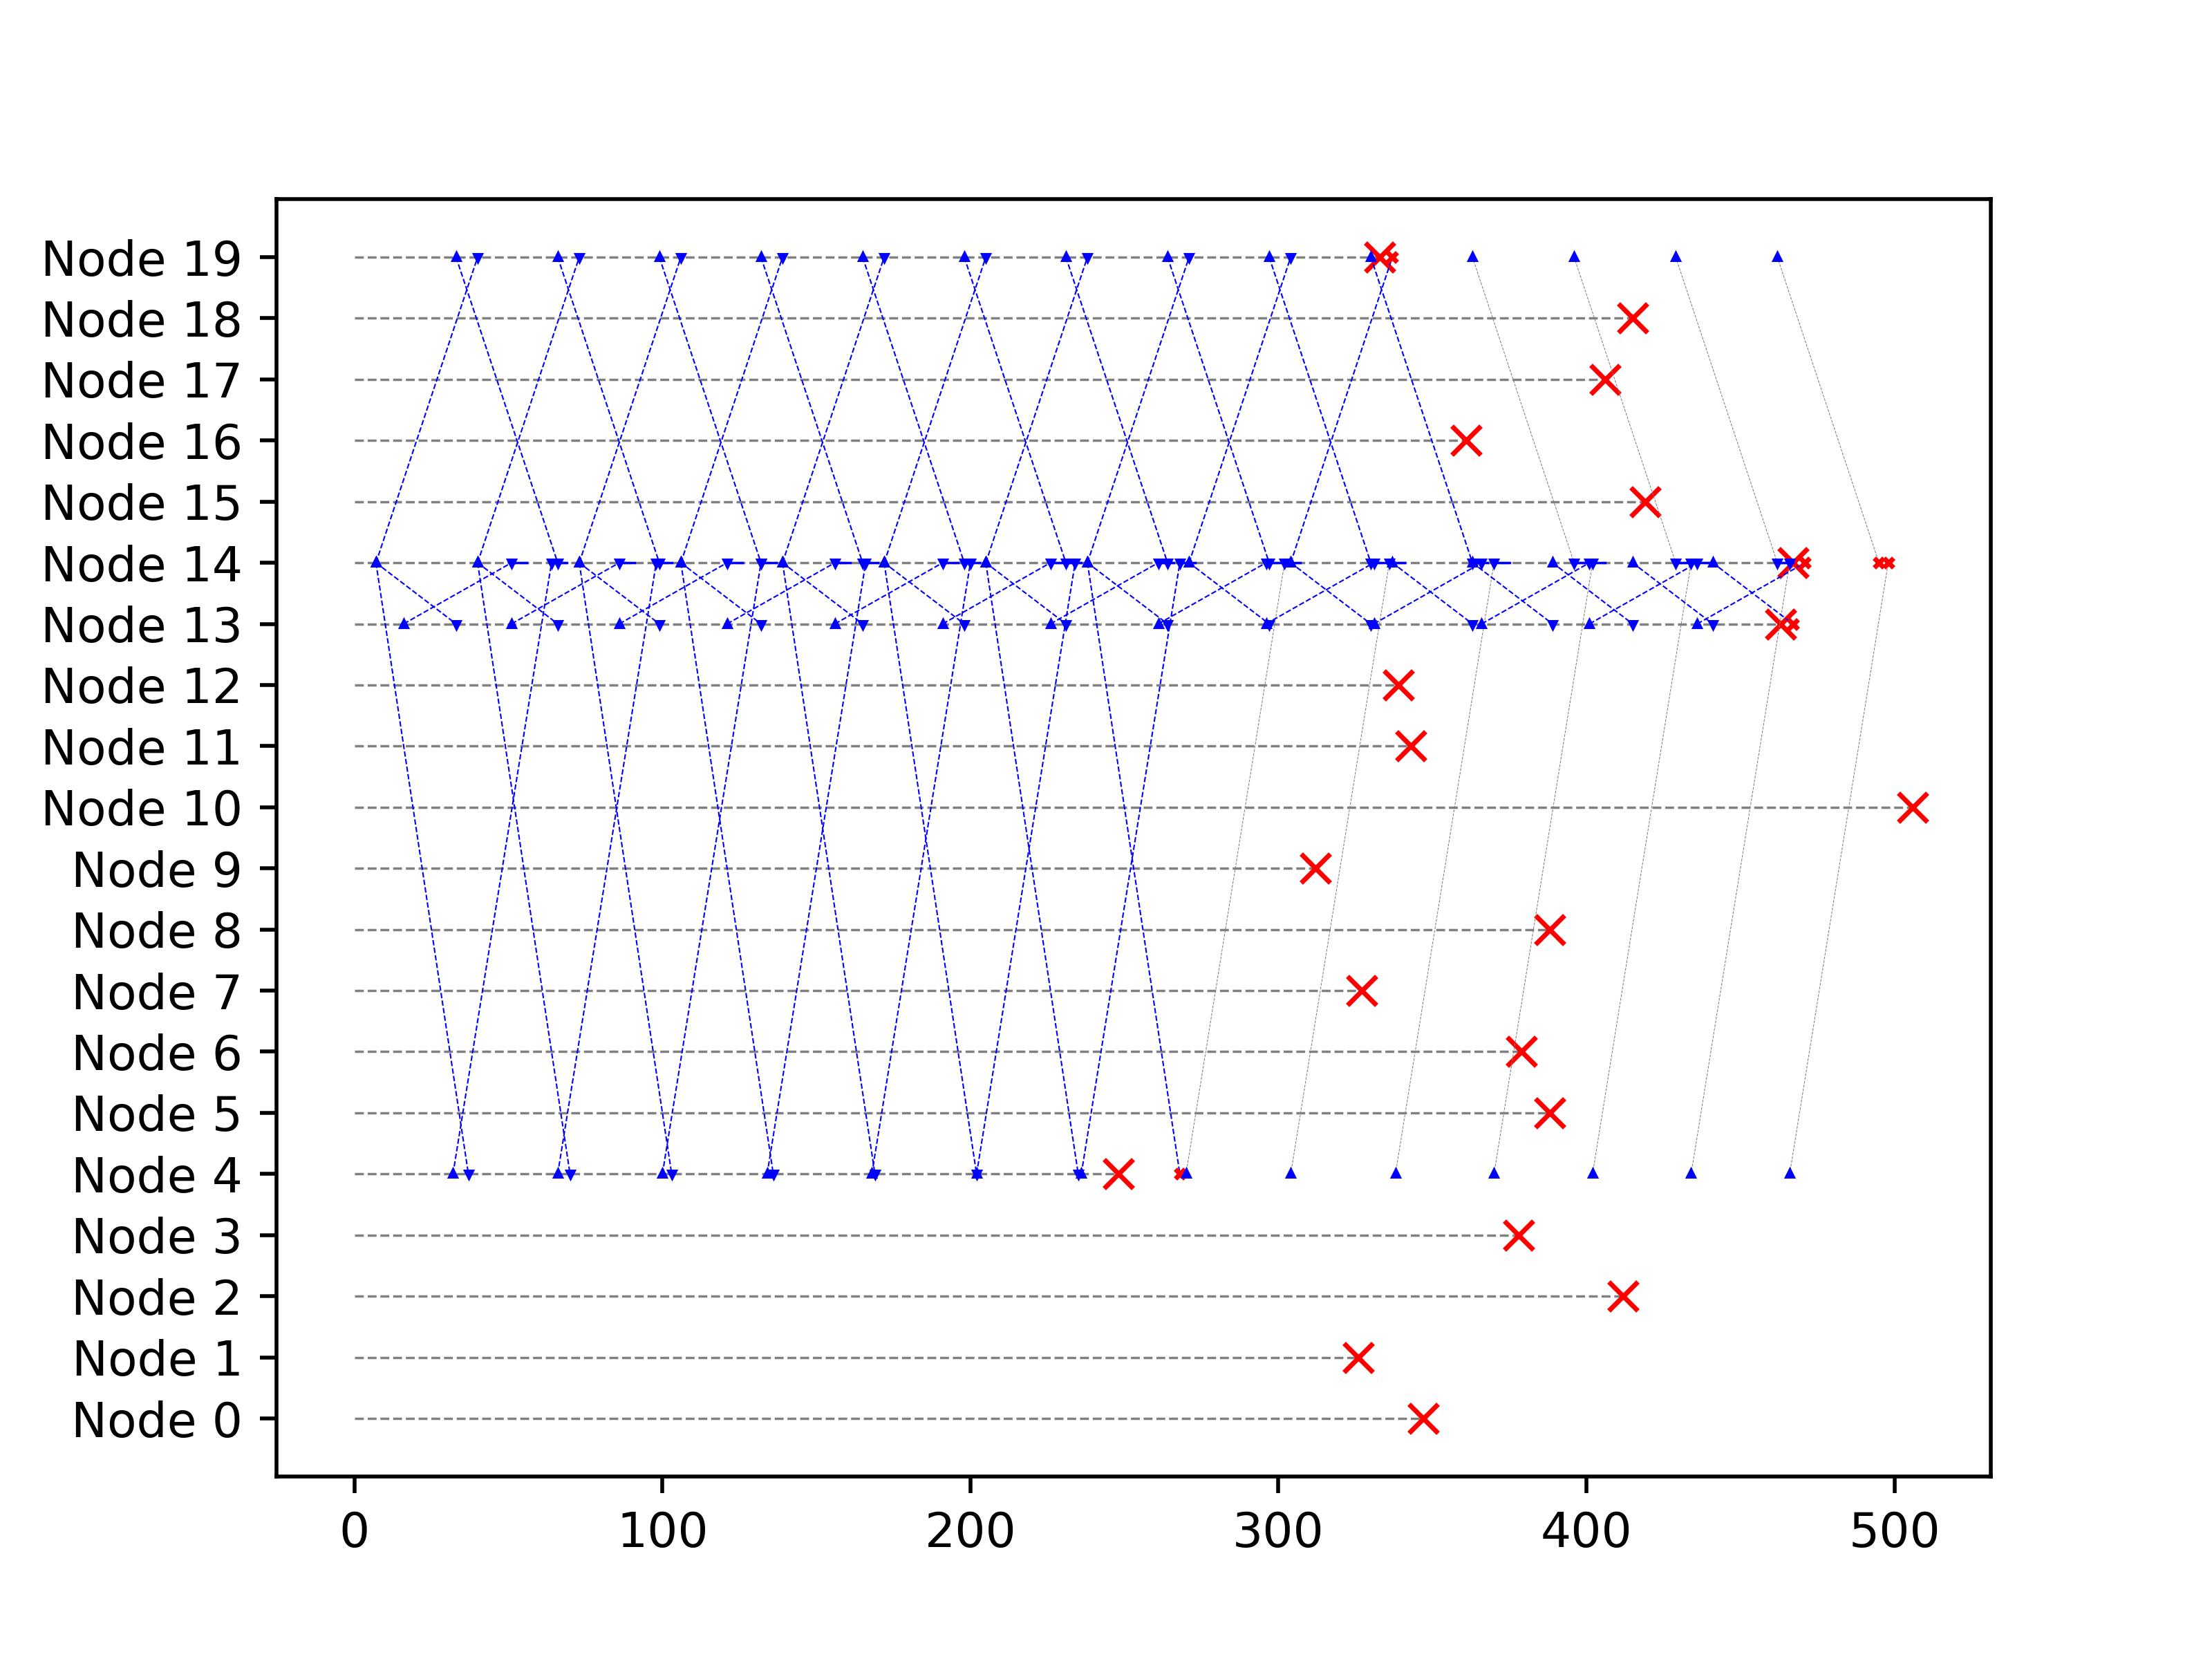 Node 19
Node 18
Node 17
Node 16
Node 15
Node 14
Node 13
Node 12
Node 11
Node 10
Node 9
Node 8
Node 7
Node 6
Node 5
Node 4
Node 3
Node 2
Node 1
Node 0
0 100 200 300 400 500